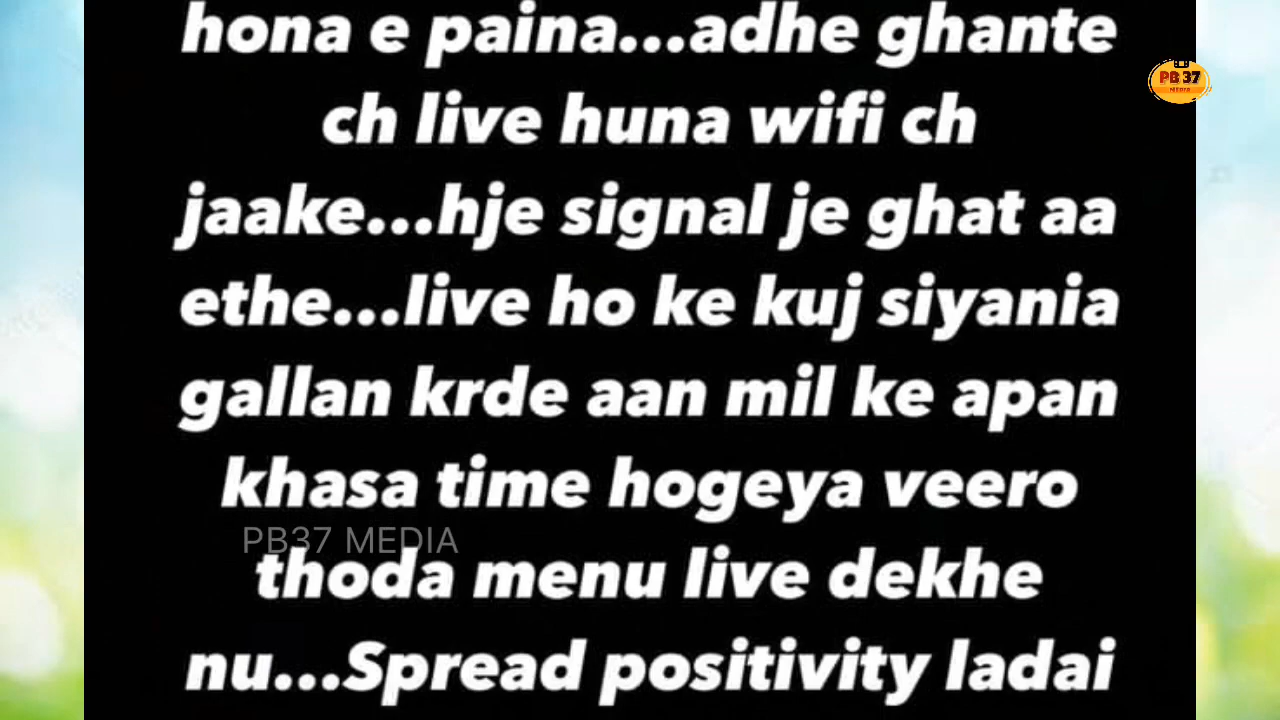 hona e paina...adhe ghante
PB 37
ch live huna wifi ch
jaake...hje signal je ghat aa
ethe...live ho ke kuj siyania
gallan krde aan mil ke apan
khasa time hogeya veero
PB37 MEDIA
thoda menu live dekhe
nu...Spread positivity ladai